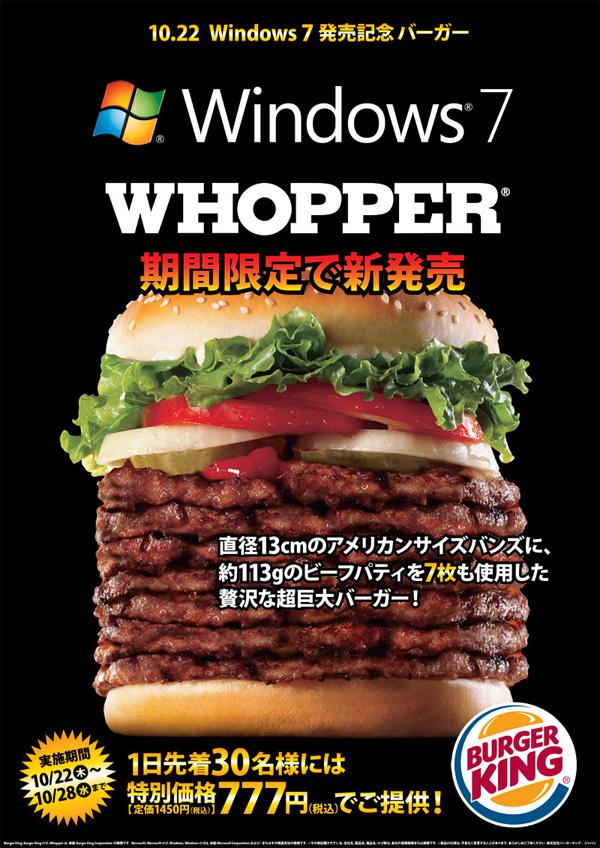 10.22 Windows 7 発売記念 バーガー
Windows® 7
WHOPPER®
期間限定で新発売
直径13cmのアメリカンサイズバンズに、
約113gのビーフパティを7枚も使用した
贅沢な超巨大バーガー！
実施期間
10/22木〜
10/28水まで
1日先着30名様には
特別価格
【定価1450円(税込)】
777円(税込)でご提供！
BURGER
KING®